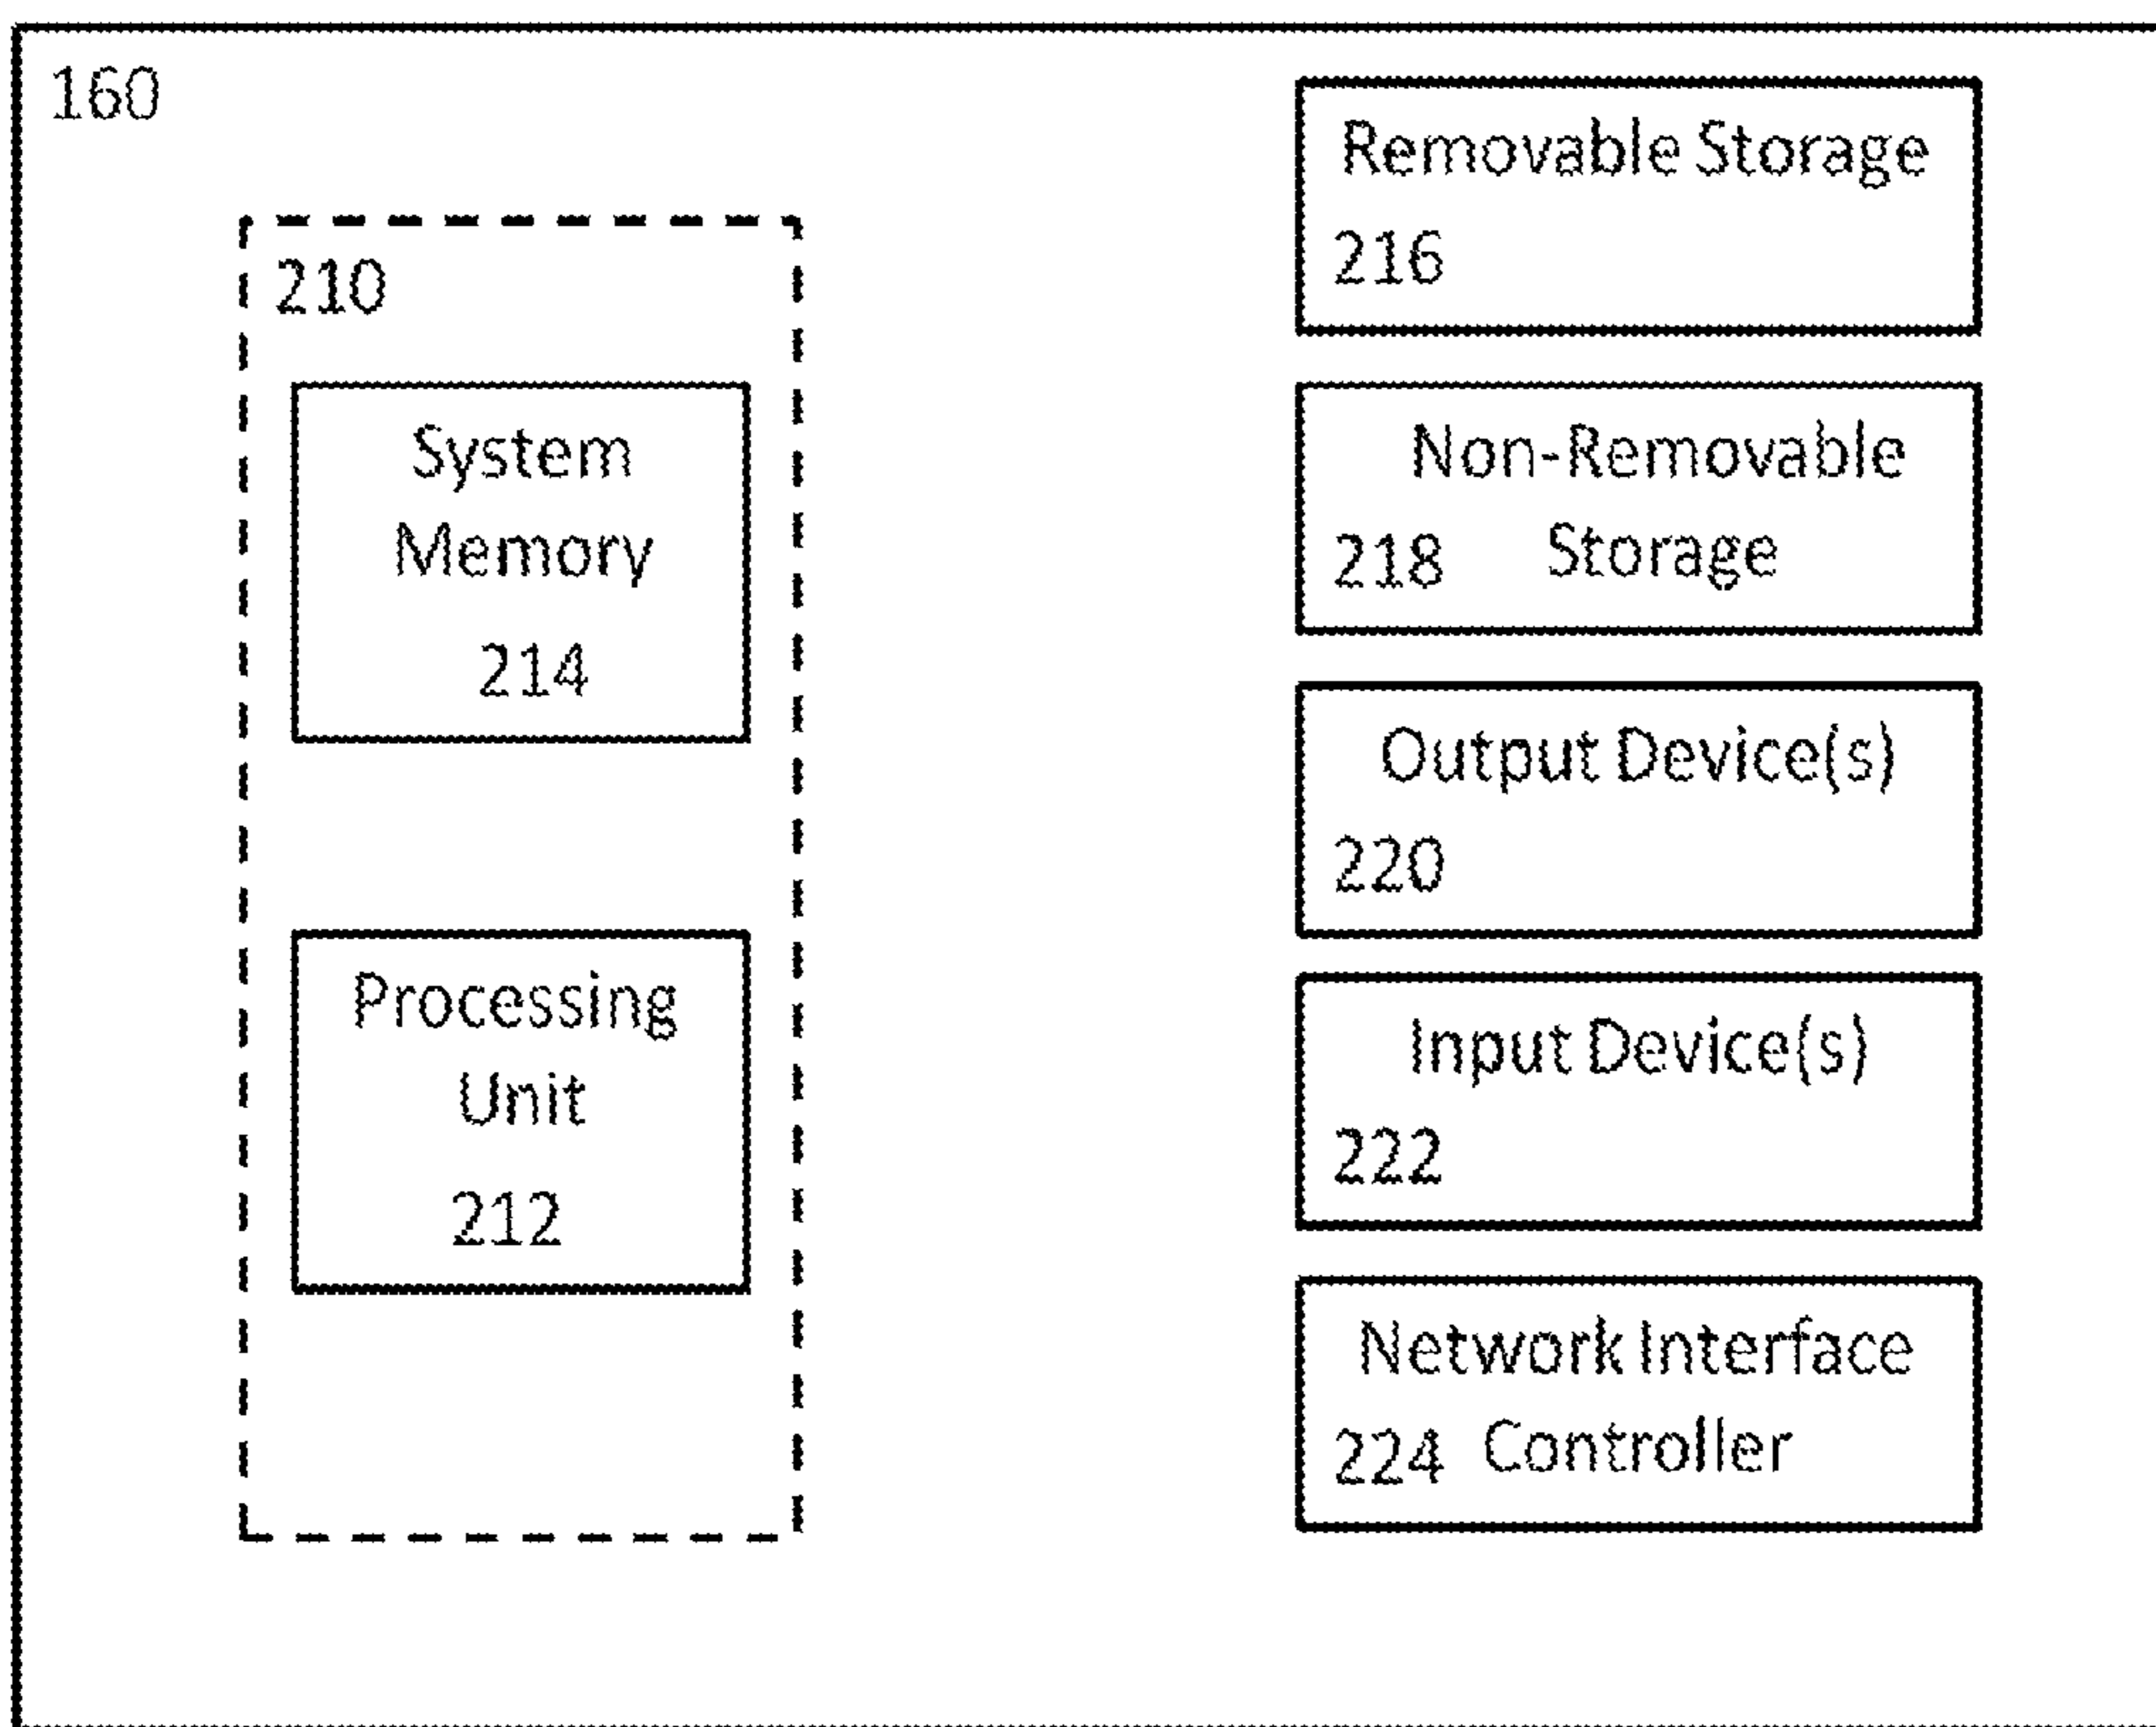 160
210
System
Memory
214
Processing
Unit
212
Removable Storage
216
Non-Removable
218 Storage
Output Device(s)
220
Input Device(s)
222
Network Interface
224 Controller